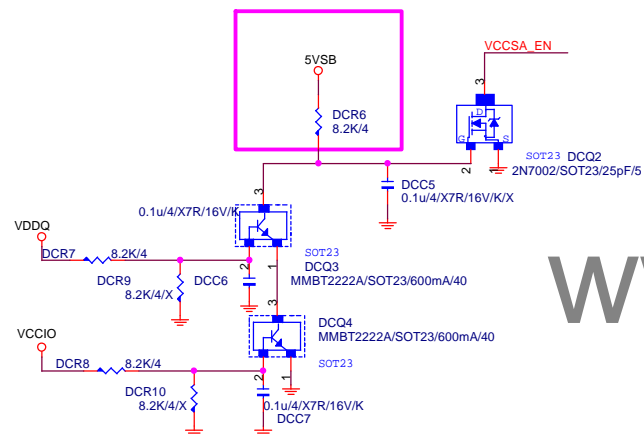 5VSB
VCCSA_EN
3
DCR6
8.2K/4
D
G
S
SOT23 DCQ2
2
1
2N7002/SOT23/25pF/5
DCC5
0.1u/4/X7R/16V/K/X
3
0.1u/4/X7R/16V/K
VDDQ
SOT23
DCR7
8.2K/4
2
1
DCQ3
MMBT2222A/SOT23/600mA/40
DCR9
8.2K/4/X
DCC6
3
DCQ4
MMBT2222A/SOT23/600mA/40
VCCIO
SOT23
DCR8
8.2K/4
2
1
DCR10
8.2K/4/X
0.1u/4/X7R/16V/K
DCC7